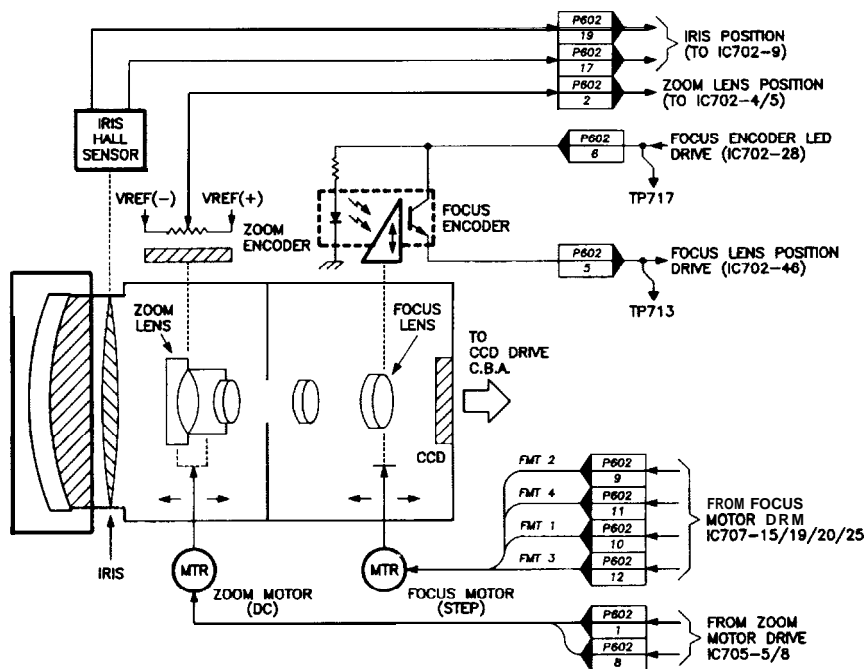 P602
19
IRIS POSITION
(TO IC702-9)
P602
17
P602
2
ZOOM LENS POSITION
(TO IC702-4/5)
IRIS
HALL
SENSOR
P602
6
FOCUS ENCODER LED
DRIVE (IC702-28)
TP717
VREF(-)
VREF(+)
ZOOM
ENCODER
FOCUS
ENCODER
P602
5
FOCUS LENS POSITION
DRIVE (IC702-46)
TP713
ZOOM
LENS
FOCUS
LENS
TO
CCD DRIVE
C.B.A.
CCD
FMT 2
P602
9
FMT 4
P602
11
FMT 1
P602
10
FMT 3
P602
12
FROM FOCUS
MOTOR DRM
IC707-15/19/20/25
IRIS
MTR
ZOOM MOTOR
(DC)
MTR
FOCUS MOTOR
(STEP)
P602
1
P602
8
FROM ZOOM
MOTOR DRIVE
IC705-5/8